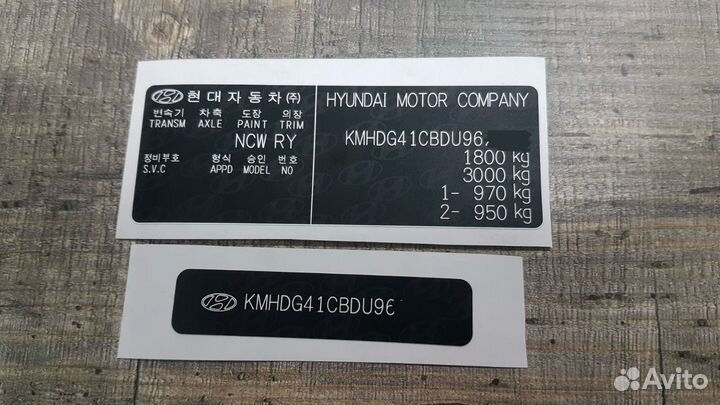 현대자동차㈜
변속기 차축 도장 의장
TRANSM AXLE PAINT TRIM
NCW RY
정비부호 형식 승인 번호
S.V.C APPD MODEL NO
HYUNDAI MOTOR COMPANY
KMHDG41CBDU96
1800 kg
3000 kg
1- 970 kg
2- 950 kg
KMHDG41CBDU96
Avito